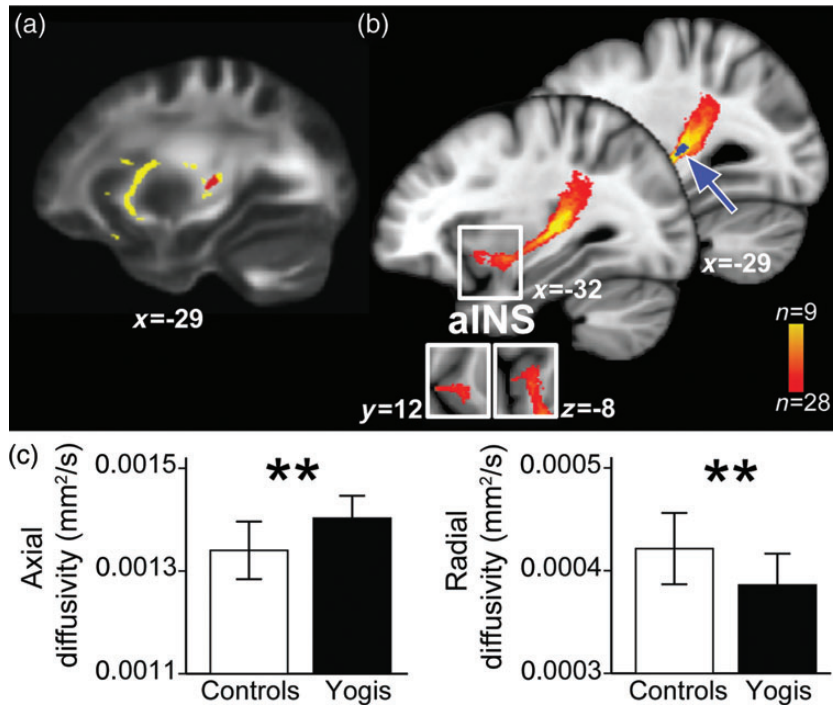 (a)
x=-29
(b)
x=-29
x=-32
aINS
y=12
z=-8
n=9
n=28
(c)
Axial
diffusivity (mm²/s)
0.0015
0.0013
0.0011
**
Controls Yogis
Radial
diffusivity (mm²/s)
0.0005
0.0004
0.0003
**
Controls Yogis